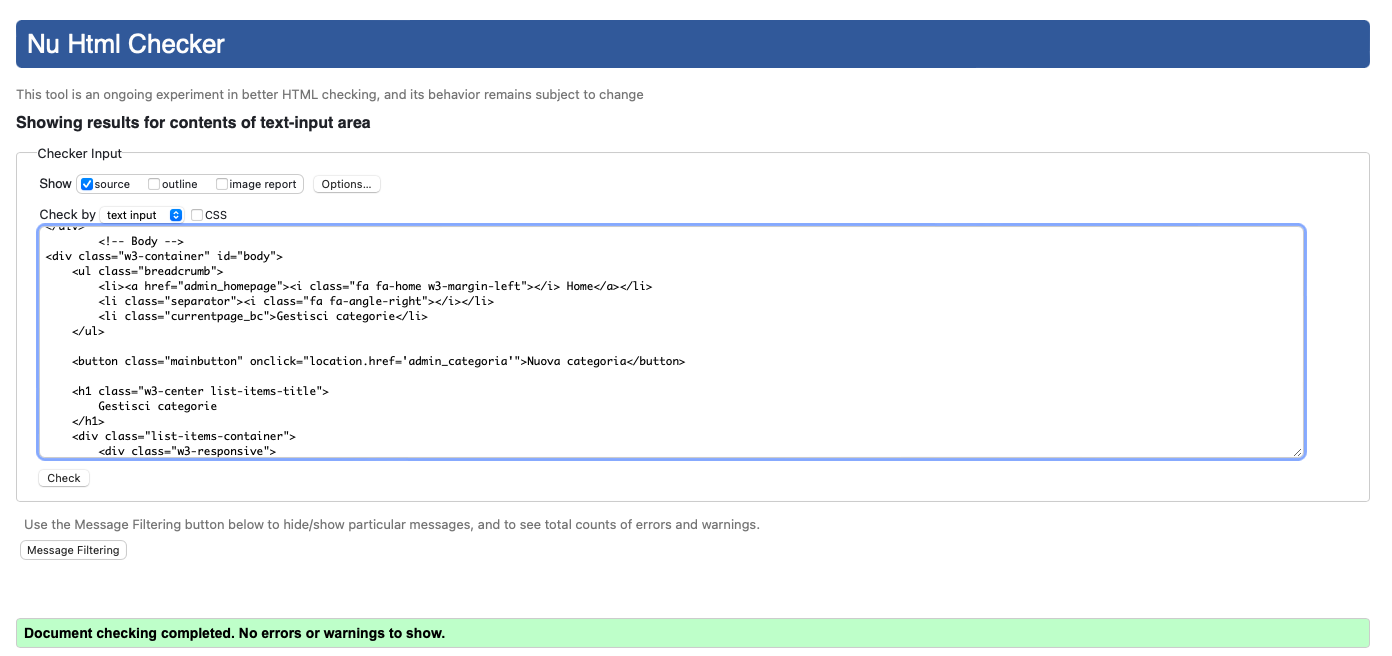 Nu Html Checker
This tool is an ongoing experiment in better HTML checking, and its behavior remains subject to change
Showing results for contents of text-input area
Checker Input
Show source outline image report Options...
Check by text input CSS
</div>
        <!-- Body -->
<div class="w3-container" id="body">
    <ul class="breadcrumb">
        <li><a href="admin_homepage"><i class="fa fa-home w3-margin-left"></i> Home</a></li>
        <li class="separator"><i class="fa fa-angle-right"></i></li>
        <li class="currentpage_bc">Gestisci categorie</li>
    </ul>
    <button class="mainbutton" onclick="location.href='admin_categoria'">Nuova categoria</button>
    <h1 class="w3-center list-items-title">
        Gestisci categorie
    </h1>
    <div class="list-items-container">
        <div class="w3-responsive">
Check
Use the Message Filtering button below to hide/show particular messages, and to see total counts of errors and warnings.
Message Filtering
Document checking completed. No errors or warnings to show.